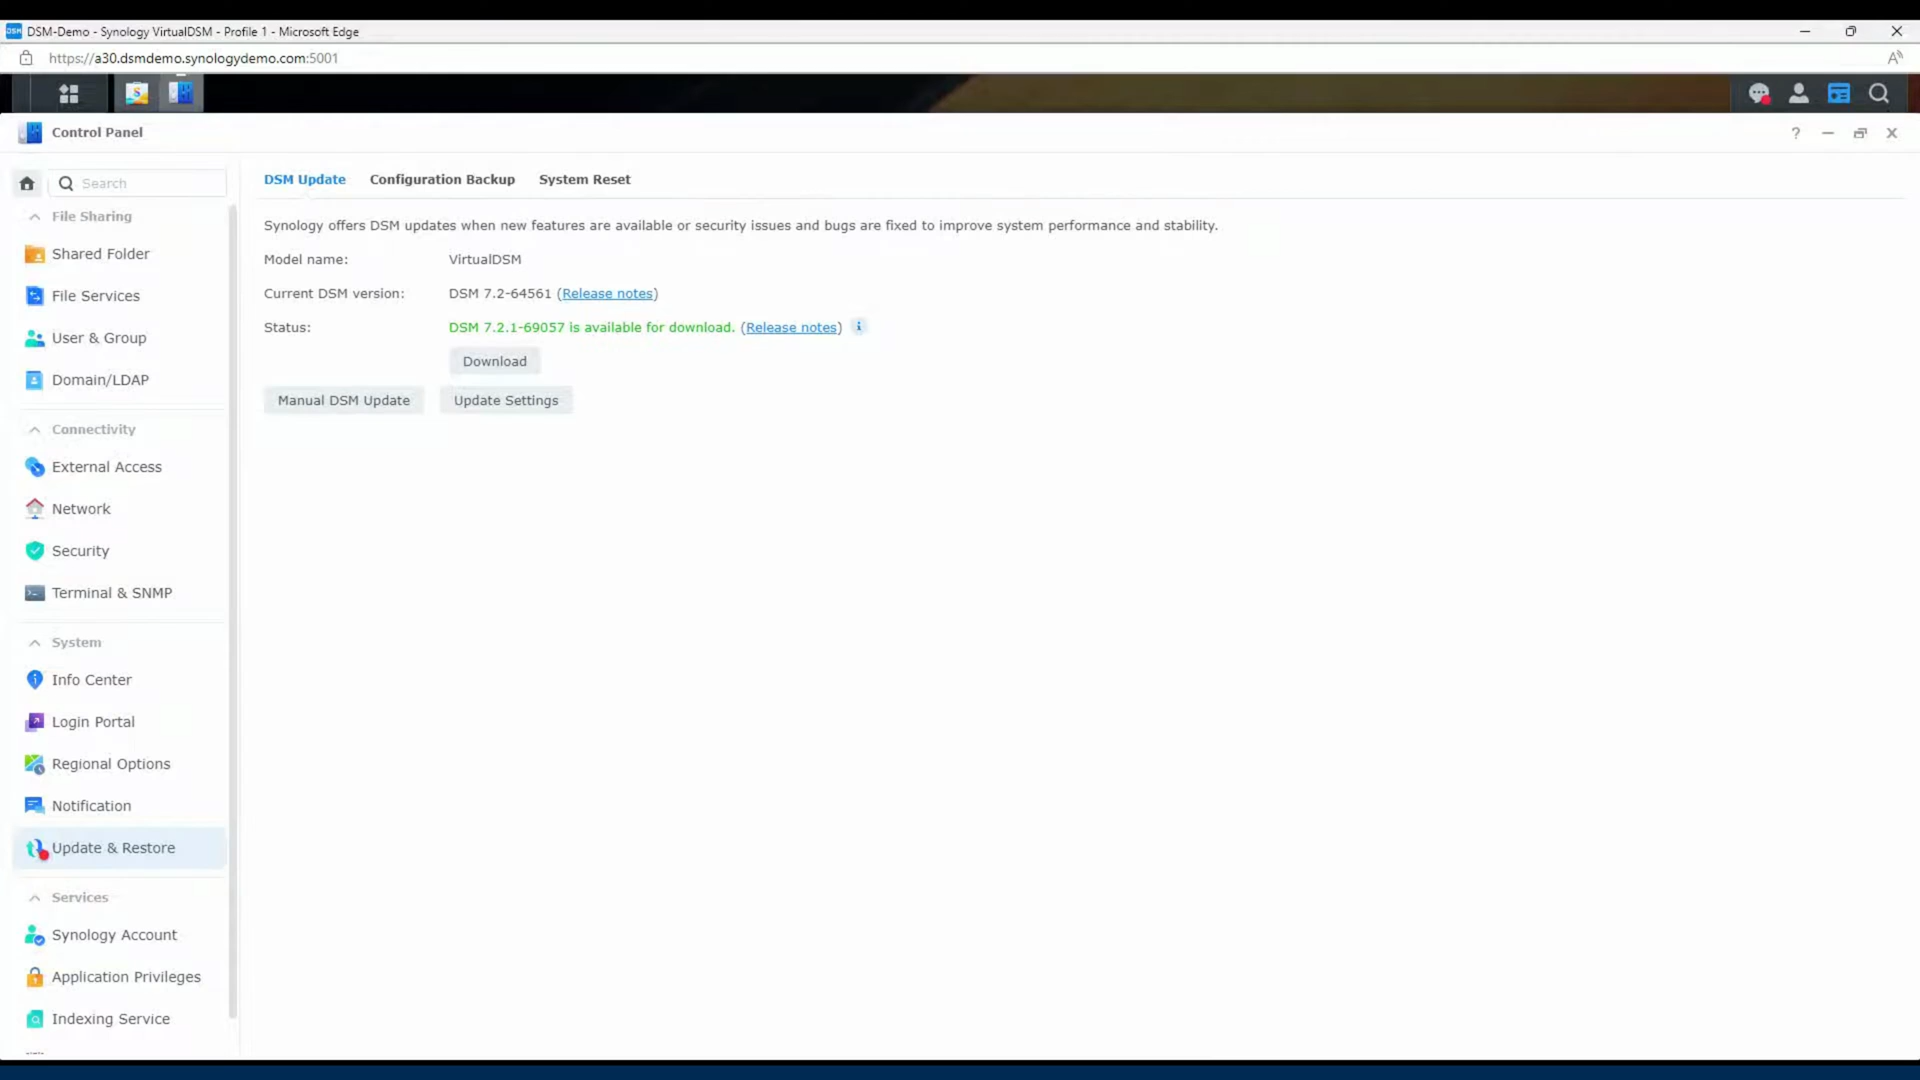 DSM-Demo - Synology VirtualDSM - Profile 1 - Microsoft Edge
https://a30.dsmdemo.synologydemo.com:5001
Control Panel
Search
File Sharing
Shared Folder
File Services
User & Group
Domain/LDAP
Connectivity
External Access
Network
Security
Terminal & SNMP
System
Info Center
Login Portal
Regional Options
Notification
Update & Restore
Services
Synology Account
Application Privileges
Indexing Service
DSM Update Configuration Backup System Reset
Synology offers DSM updates when new features are available or security issues and bugs are fixed to improve system performance and stability.
Model name: VirtualDSM
Current DSM version: DSM 7.2-64561 (Release notes)
Status: DSM 7.2.1-69057 is available for download. (Release notes)
Download
Manual DSM Update Update Settings